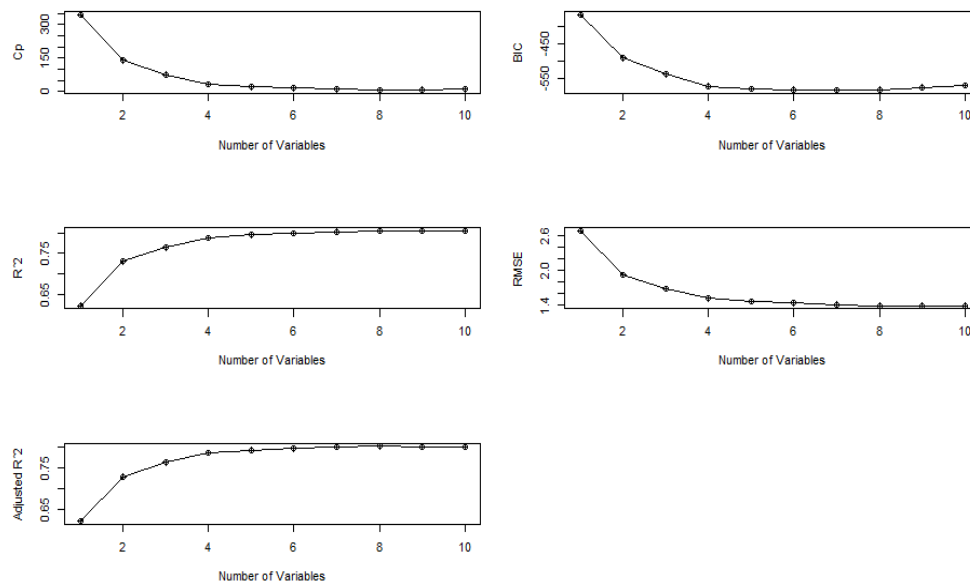 Cp
300
150
0
2 4 6 8 10
Number of Variables
BIC
-450
-550
2 4 6 8 10
Number of Variables
R^2
0.75
0.65
2 4 6 8 10
Number of Variables
RMSE
2.6
2.0
1.4
2 4 6 8 10
Number of Variables
Adjusted R^2
0.75
0.65
2 4 6 8 10
Number of Variables